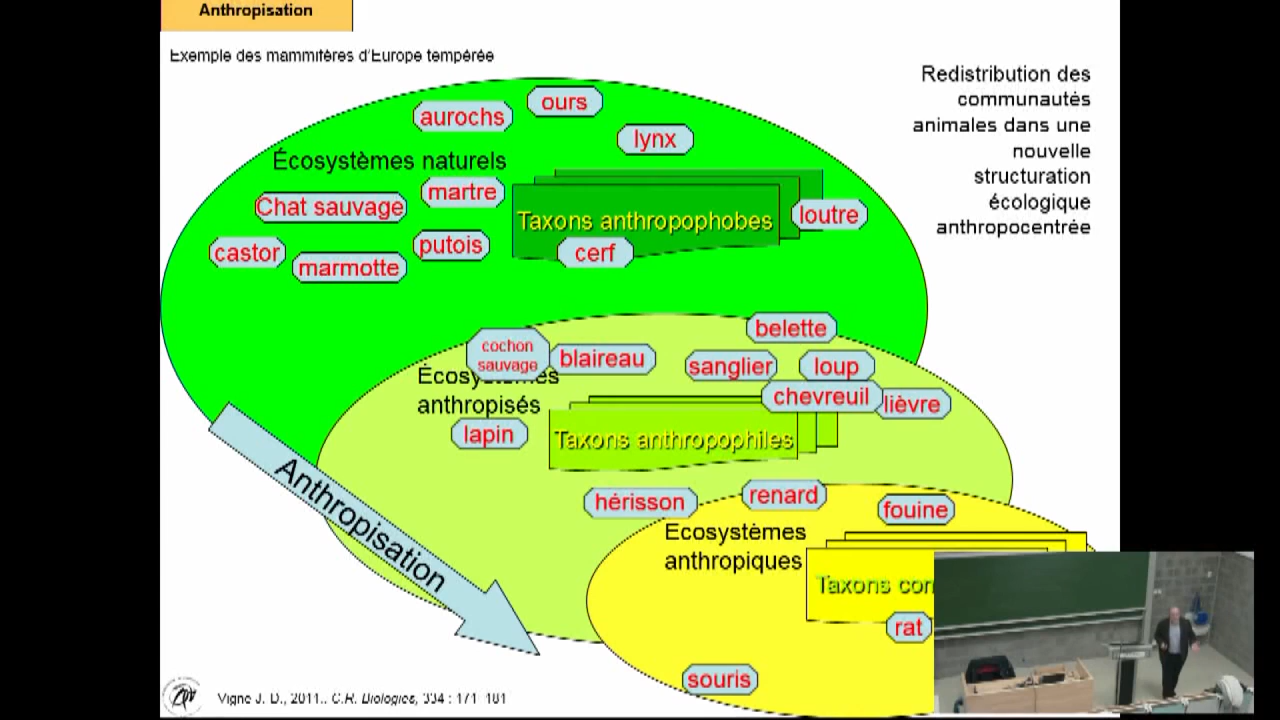 Anthropisation
Exemple des mammifères d'Europe tempérée
Redistribution des
communautés
animales dans une
nouvelle
structuration
écologique
anthropocentrée
ours
aurochs
lynx
Écosystèmes naturels
martre
Chat sauvage
Taxons anthropophobes
loutre
putois
castor
cerf
marmotte
belette
cochon
sauvage
blaireau
sanglier
loup
Écosystèmes
anthropisés
chevreuil
lièvre
lapin
Taxons anthropophiles
Anthropisation
hérisson
renard
fouine
Ecosystèmes
anthropiques
Taxons
rat
souris
Vigne J. D., 2011.. C.R. Biologies, 334 : 171-181